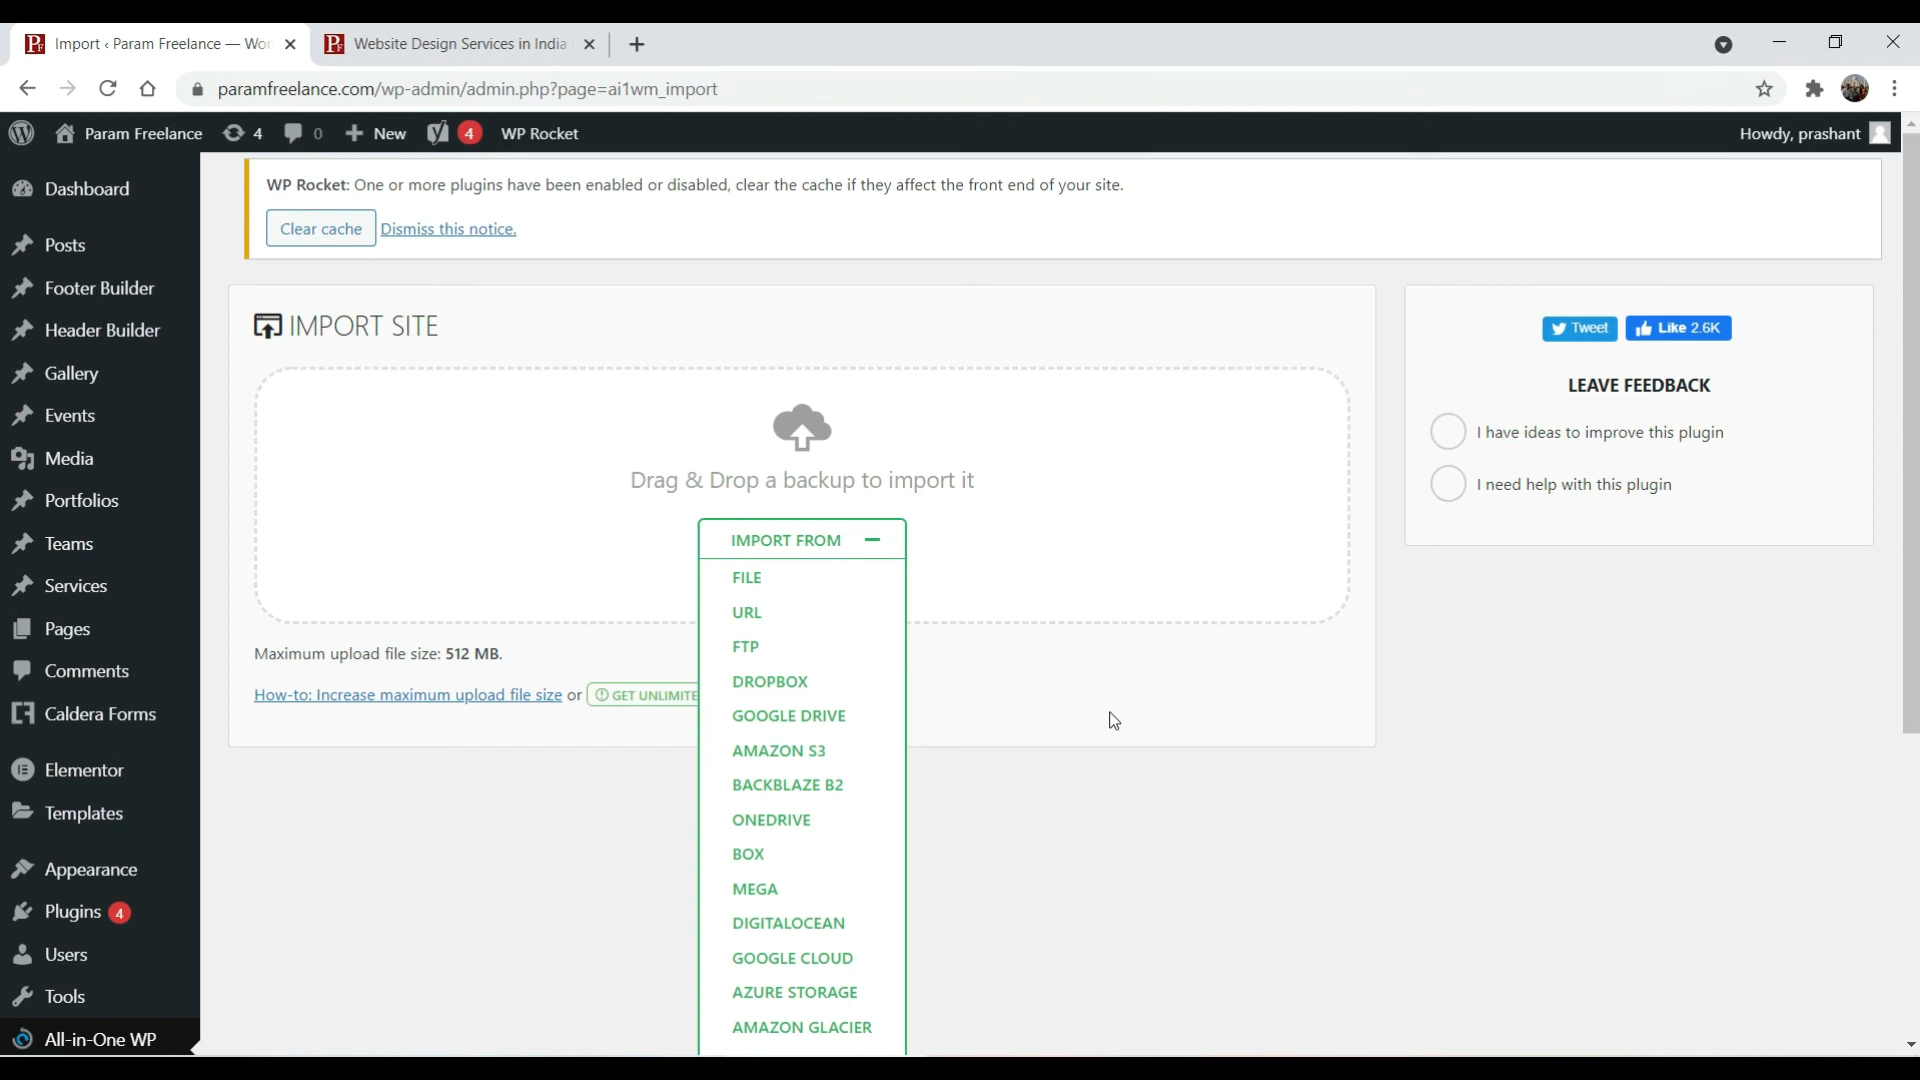 Import ‹ Param Freelance — Wor
Website Design Services in India
paramfreelance.com/wp-admin/admin.php?page=ai1wm_import
Param Freelance 4 0 New 4 WP Rocket Howdy, prashant
Dashboard
Posts
Footer Builder
Header Builder
Gallery
Events
Media
Portfolios
Teams
Services
Pages
Comments
Caldera Forms
Elementor
Templates
Appearance
Plugins 4
Users
Tools
All-in-One WP
WP Rocket: One or more plugins have been enabled or disabled, clear the cache if they affect the front end of your site.
Clear cache Dismiss this notice.
IMPORT SITE
Drag & Drop a backup to import it
IMPORT FROM
FILE
URL
FTP
DROPBOX
GOOGLE DRIVE
AMAZON S3
BACKBLAZE B2
ONEDRIVE
BOX
MEGA
DIGITALOCEAN
GOOGLE CLOUD
AZURE STORAGE
AMAZON GLACIER
Maximum upload file size: 512 MB.
How-to: Increase maximum upload file size or GET UNLIMITE
Tweet Like 2.6K
LEAVE FEEDBACK
I have ideas to improve this plugin
I need help with this plugin